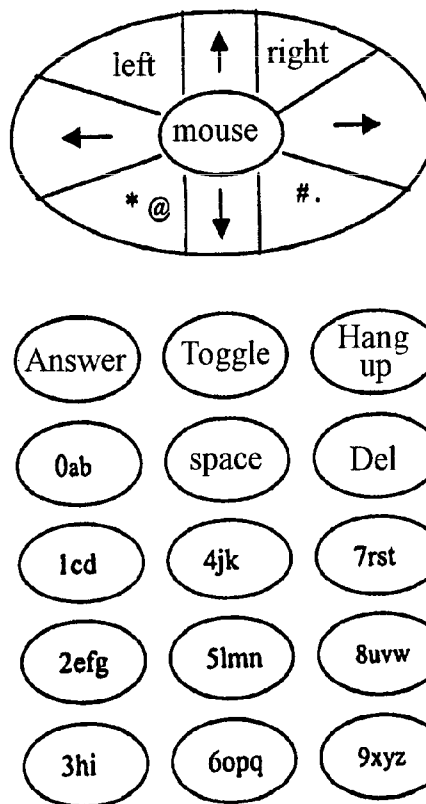 left right
mouse
* @ #.
Answer Toggle Hang up
0ab space Del
1cd 4jk 7rst
2efg 5lmn 8uvw
3hi 6opq 9xyz